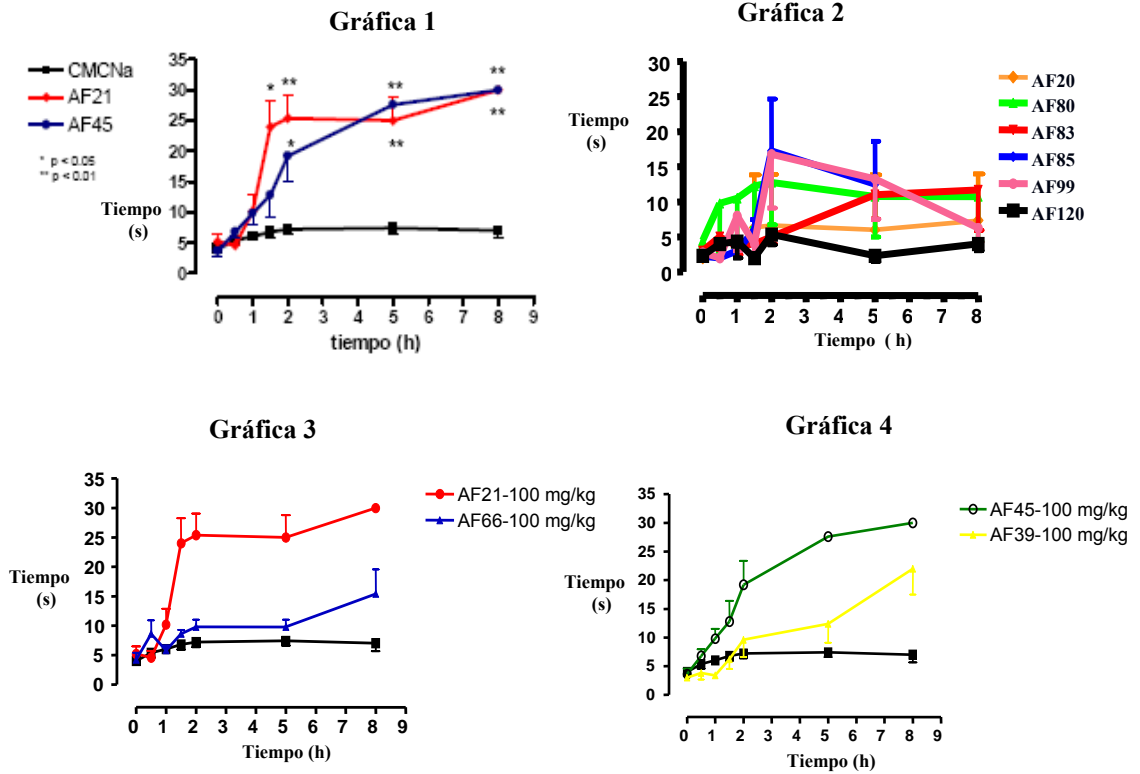 Gráfica 1
CMCNa
AF21
AF45
* p < 0.05
** p < 0.01
Tiempo
(s)
35
30
25
20
15
10
5
0
*
**
*
**
**
**
**
0 1 2 3 4 5 6 7 8 9
tiempo (h)
Gráfica 2
Tiempo
(s)
30
25
20
15
10
5
0
0 1 2 3 4 5 6 7 8
Tiempo ( h)
AF20
AF80
AF83
AF85
AF99
AF120
Gráfica 3
Tiempo
(s)
35
30
25
20
15
10
5
0
0 1 2 3 4 5 6 7 8 9
Tiempo (h)
AF21-100 mg/kg
AF66-100 mg/kg
Gráfica 4
Tiempo
(s)
35
30
25
20
15
10
5
0
0 1 2 3 4 5 6 7 8 9
Tiempo (h)
AF45-100 mg/kg
AF39-100 mg/kg